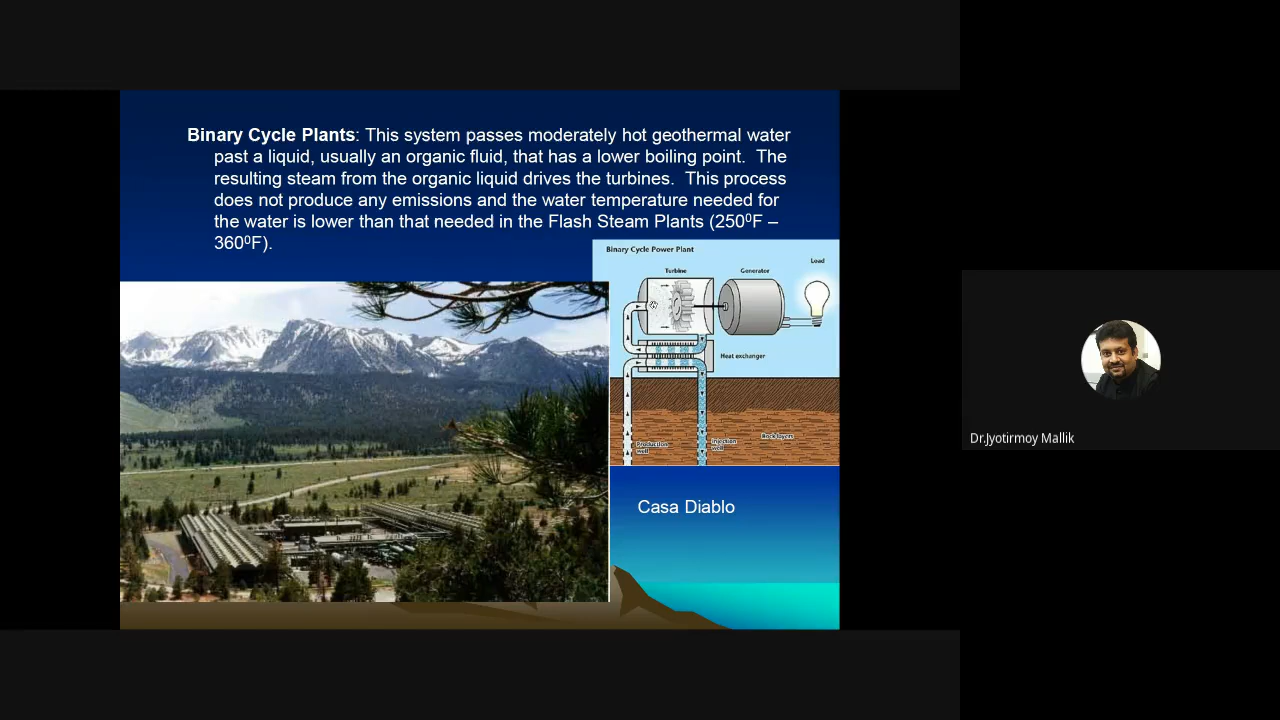 Binary Cycle Plants: This system passes moderately hot geothermal water
past a liquid, usually an organic fluid, that has a lower boiling point. The
resulting steam from the organic liquid drives the turbines. This process
does not produce any emissions and the water temperature needed for
the water is lower than that needed in the Flash Steam Plants (250⁰F –
360⁰F).
Binary Cycle Power Plant
Load
Turbine
Generator
Heat exchanger
Production
well
Injection
well
Rock layers
Casa Diablo
Dr.Jyotirmoy Mallik